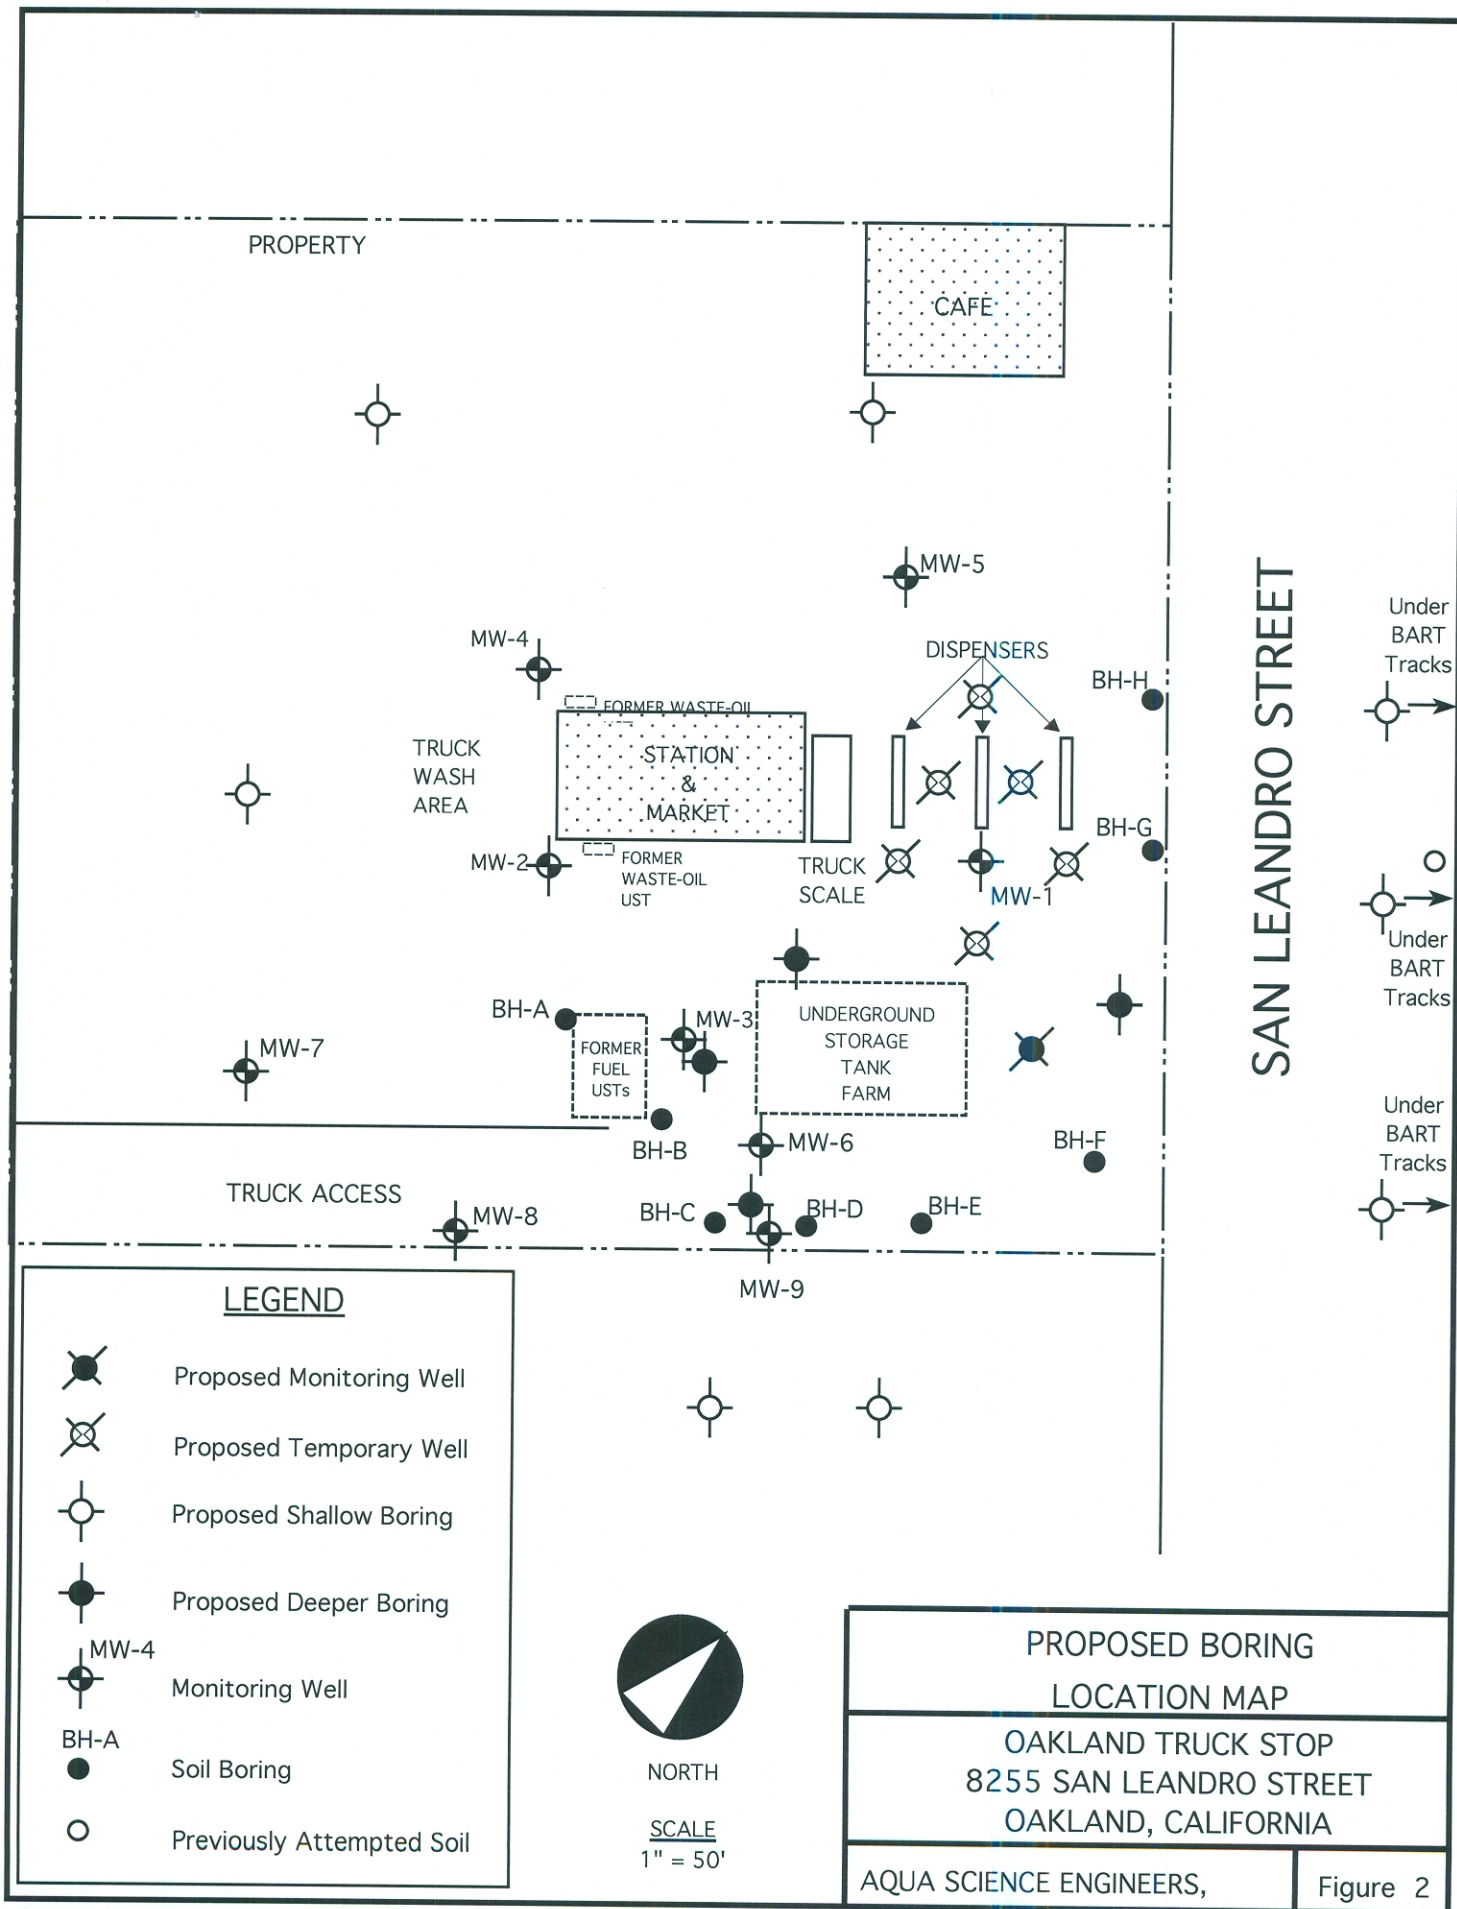 PROPERTY
CAFE
MW-5
MW-4
DISPENSERS
BH-H
FORMER WASTE-OIL
STATION
&
MARKET
TRUCK
WASH
AREA
BH-G
MW-2
FORMER
WASTE-OIL
UST
TRUCK
SCALE
MW-1
SAN LEANDRO STREET
Under
BART
Tracks
Under
BART
Tracks
Under
BART
Tracks
BH-A
MW-3
FORMER
FUEL
USTs
UNDERGROUND
STORAGE
TANK
FARM
MW-7
BH-B
MW-6
BH-F
TRUCK ACCESS
MW-8
BH-C
BH-D
BH-E
MW-9
LEGEND
Proposed Monitoring Well
Proposed Temporary Well
Proposed Shallow Boring
Proposed Deeper Boring
MW-4
Monitoring Well
BH-A
Soil Boring
Previously Attempted Soil
NORTH
SCALE
1" = 50'
PROPOSED BORING
LOCATION MAP
OAKLAND TRUCK STOP
8255 SAN LEANDRO STREET
OAKLAND, CALIFORNIA
AQUA SCIENCE ENGINEERS,
Figure 2